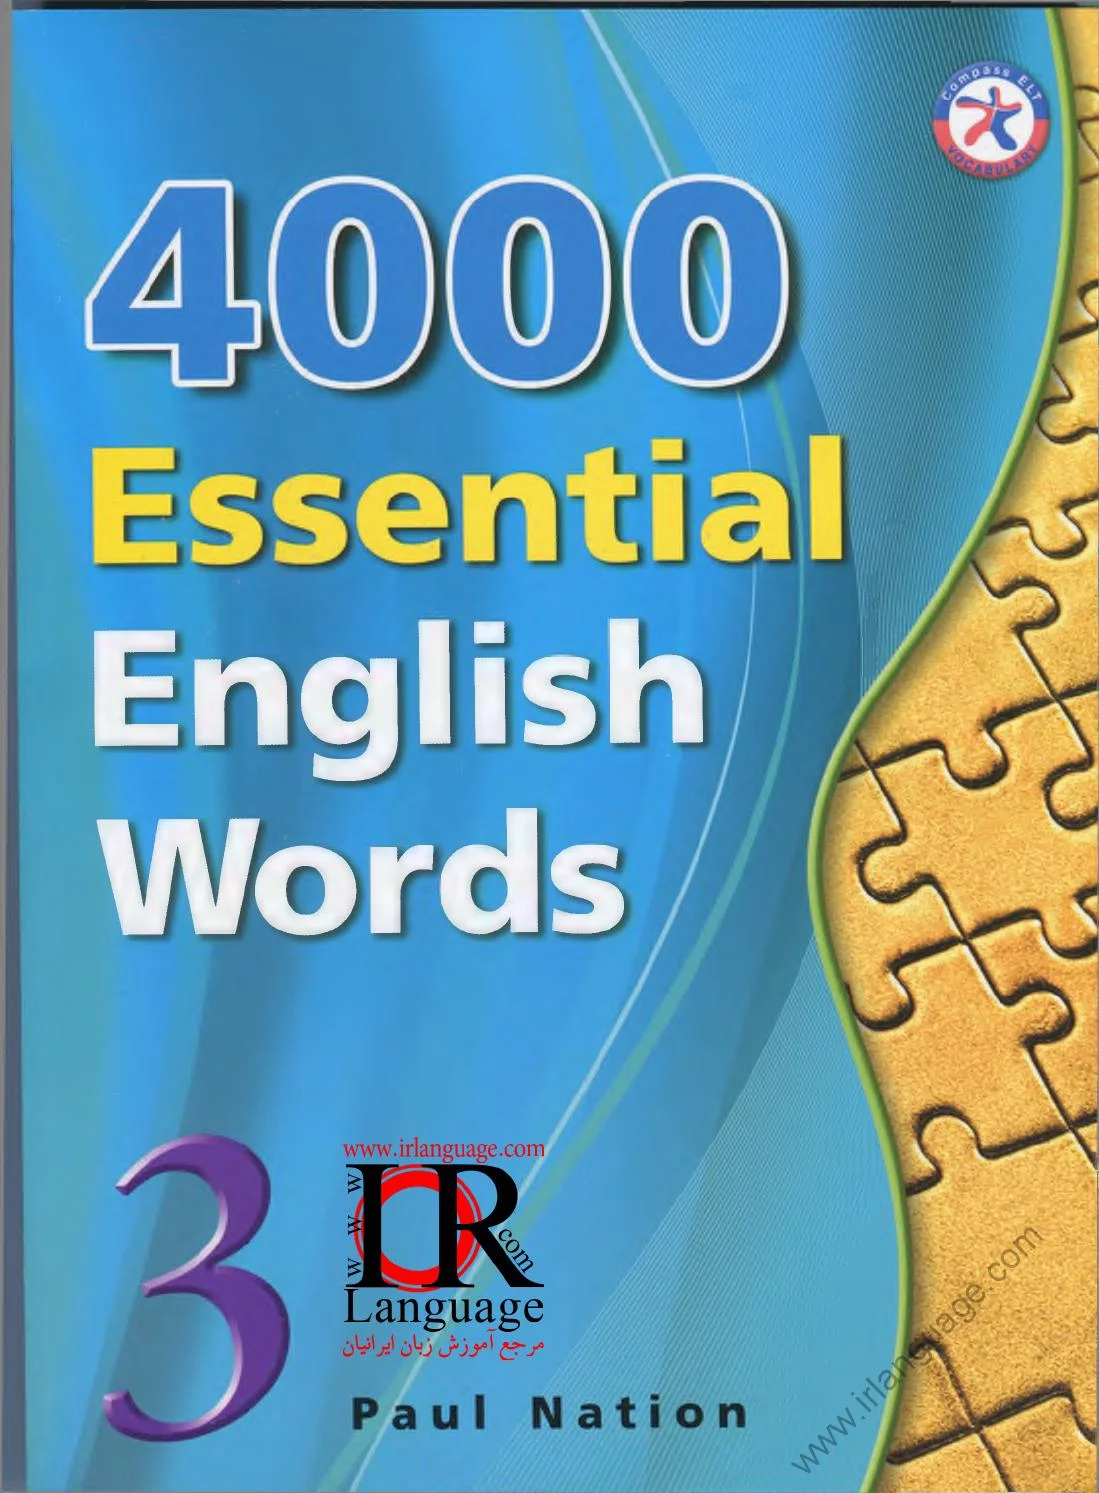 Compass ELT
VOCABULARY
4000
Essential
English
Words
3
www.irlanguage.com
www
IR
.com
Language
مرجع آموزش زبان ایرانیان
Paul Nation
www.irlanguage.com